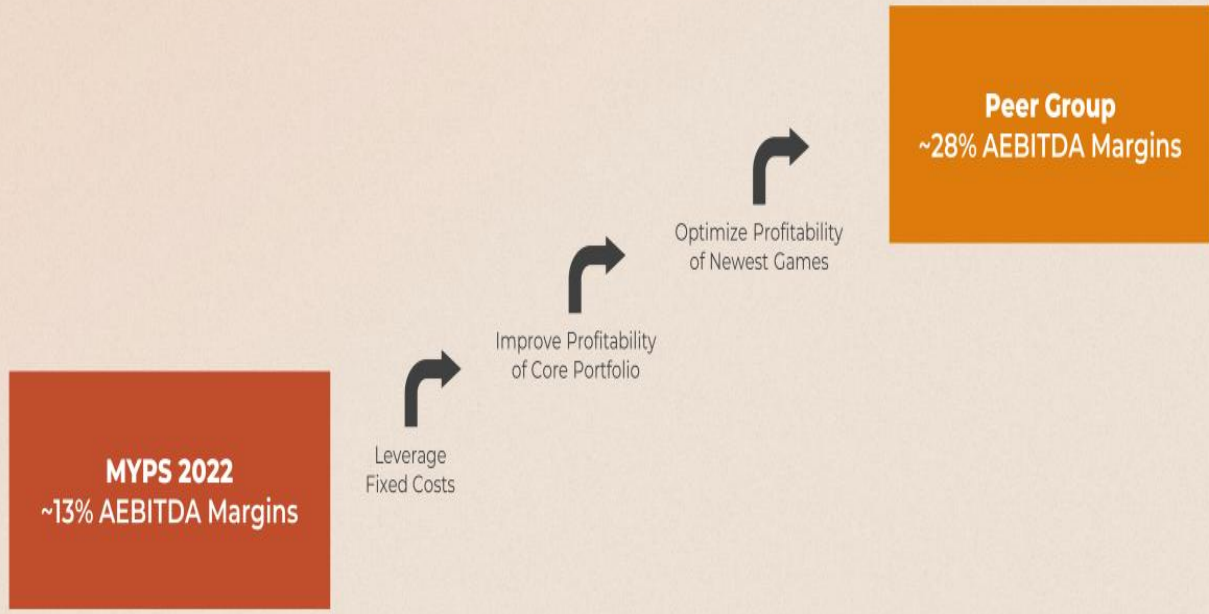 Peer Group
~28% AEBITDA Margins
Optimize Profitability
of Newest Games
Improve Profitability
of Core Portfolio
Leverage
Fixed Costs
MYPS 2022
~13% AEBITDA Margins